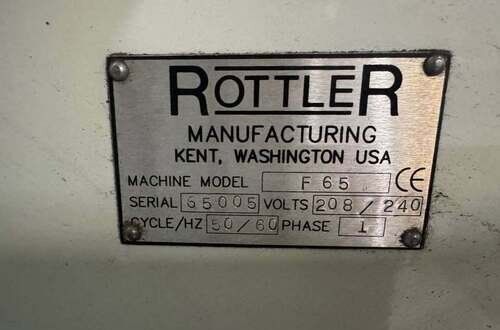 ROTTLER
MANUFACTURING
KENT, WASHINGTON USA
MACHINE MODEL F65 CE
SERIAL 65005 VOLTS 208/240
CYCLE/HZ 50/60 PHASE 1